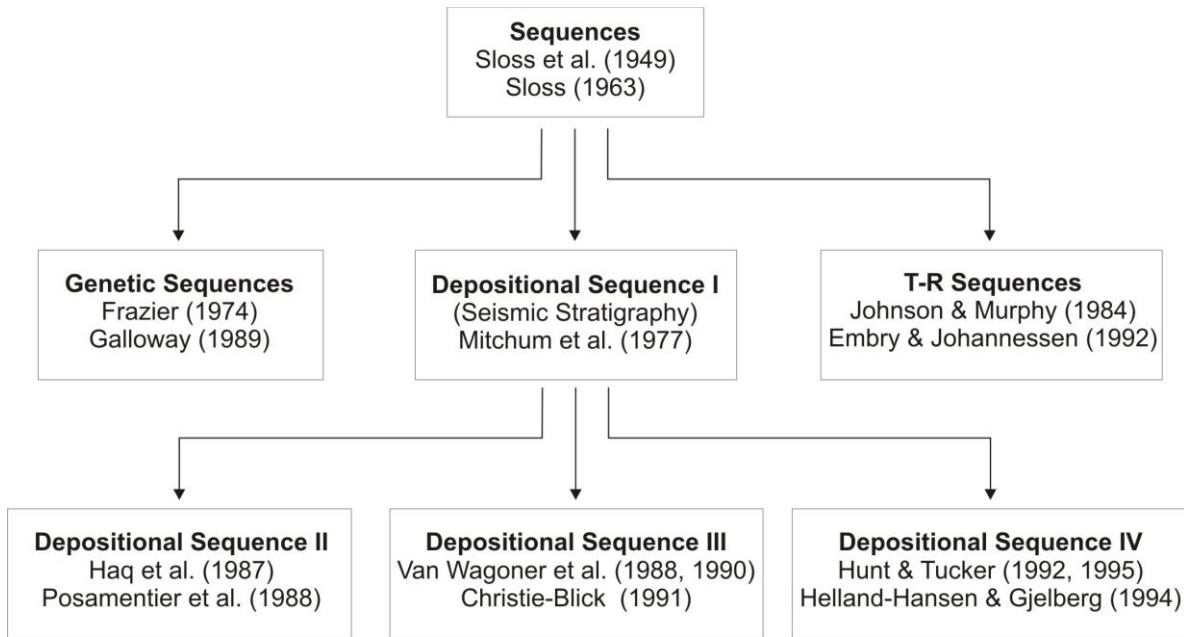 Sequences
Sloss et al. (1949)
Sloss (1963)
Genetic Sequences
Frazier (1974)
Galloway (1989)
Depositional Sequence I
(Seismic Stratigraphy)
Mitchum et al. (1977)
T-R Sequences
Johnson & Murphy (1984)
Embry & Johannessen (1992)
Depositional Sequence II
Haq et al. (1987)
Posamentier et al. (1988)
Depositional Sequence III
Van Wagoner et al. (1988, 1990)
Christie-Blick (1991)
Depositional Sequence IV
Hunt & Tucker (1992, 1995)
Helland-Hansen & Gjelberg (1994)